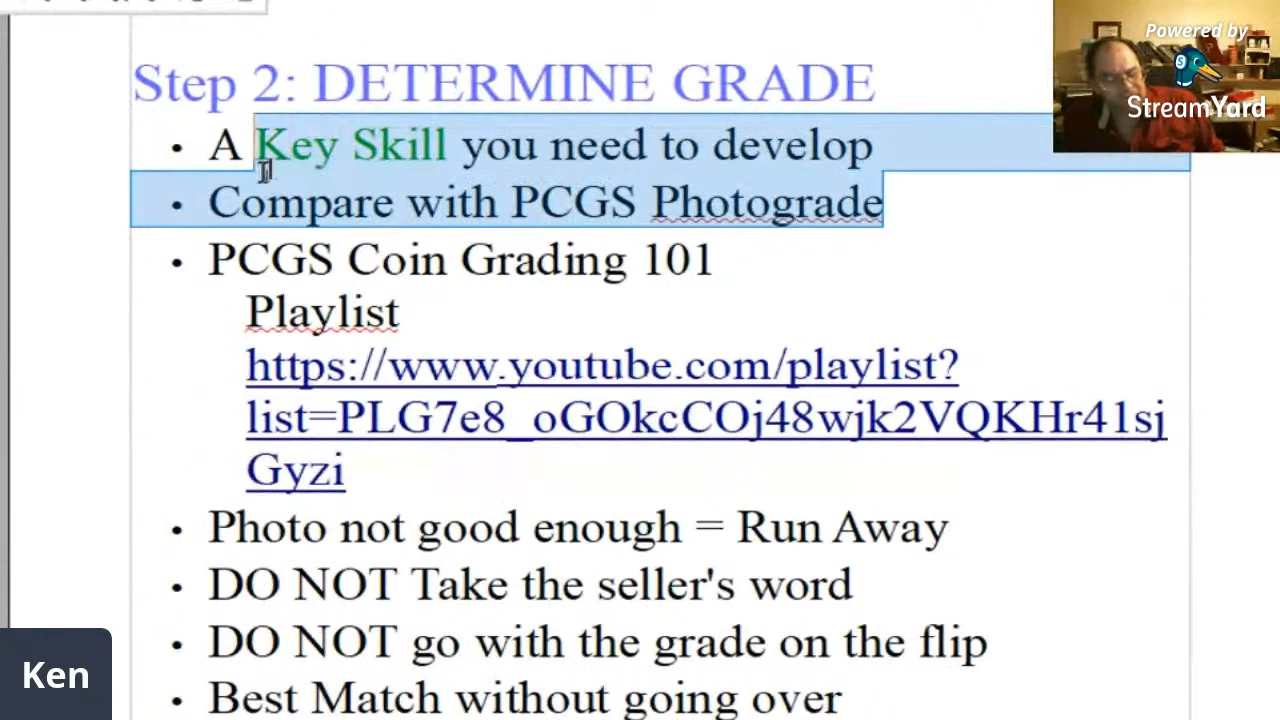 Powered by
StreamYard
Step 2: DETERMINE GRADE
• A Key Skill you need to develop
• Compare with PCGS Photograde
• PCGS Coin Grading 101
Playlist
https://www.youtube.com/playlist?
list=PLG7e8_oGOkcCOj48wjk2VQKHr41sj
Gyzi
• Photo not good enough = Run Away
• DO NOT Take the seller's word
• DO NOT go with the grade on the flip
• Best Match without going over
Ken